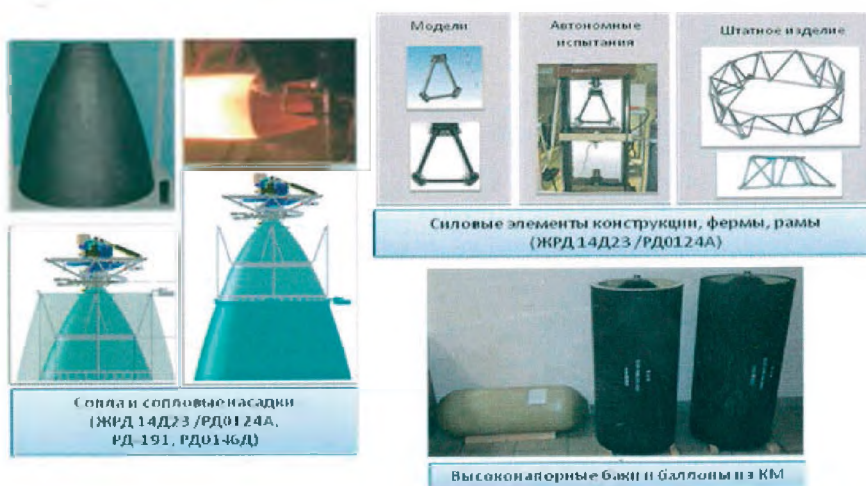 Модели
Автономные
испытания
Штатное изделие
Силовые элементы конструкции, фермы, рамы
(ЖРД 14Д23 /РД0124А)
Сопла и сопловые насадки
(ЖРД 14Д23 /РД0124А,
РД-191, РД0146Д)
Высоконапорные баки и баллоны из КМ